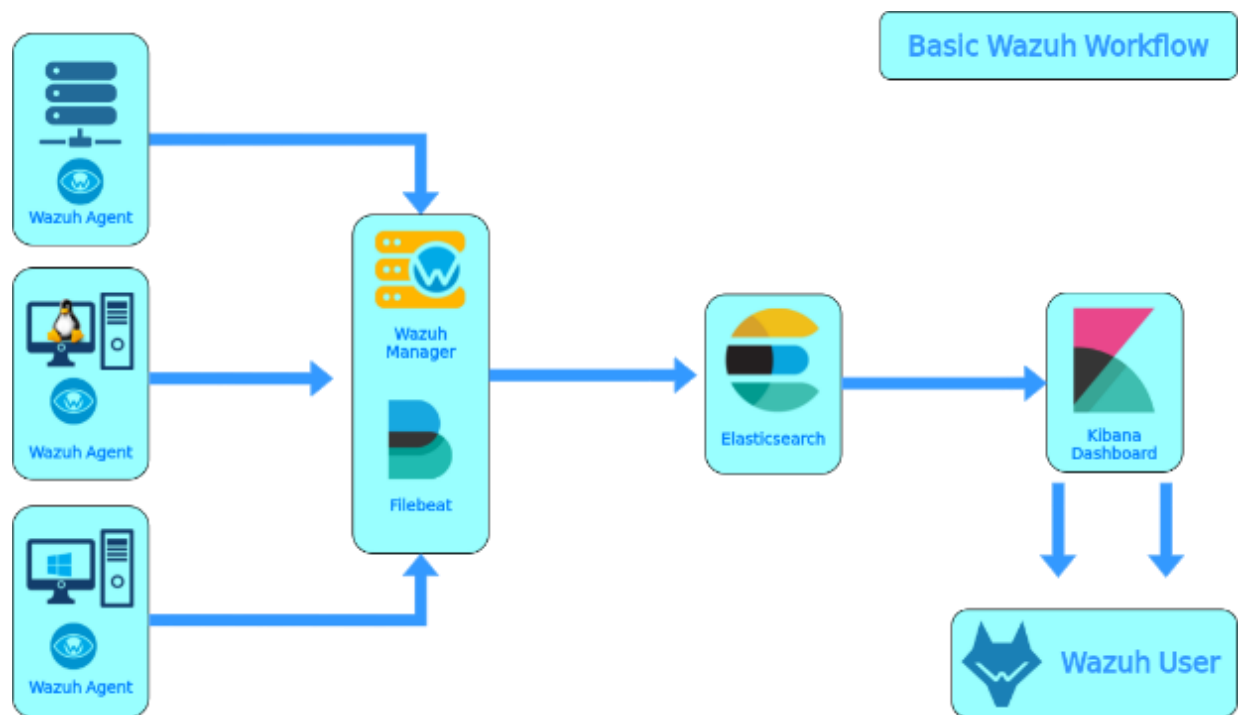 Basic Wazuh Workflow
Wazuh Agent
Wazuh Agent
Wazuh Agent
Wazuh
Manager
Filebeat
Elasticsearch
Kibana
Dashboard
Wazuh User